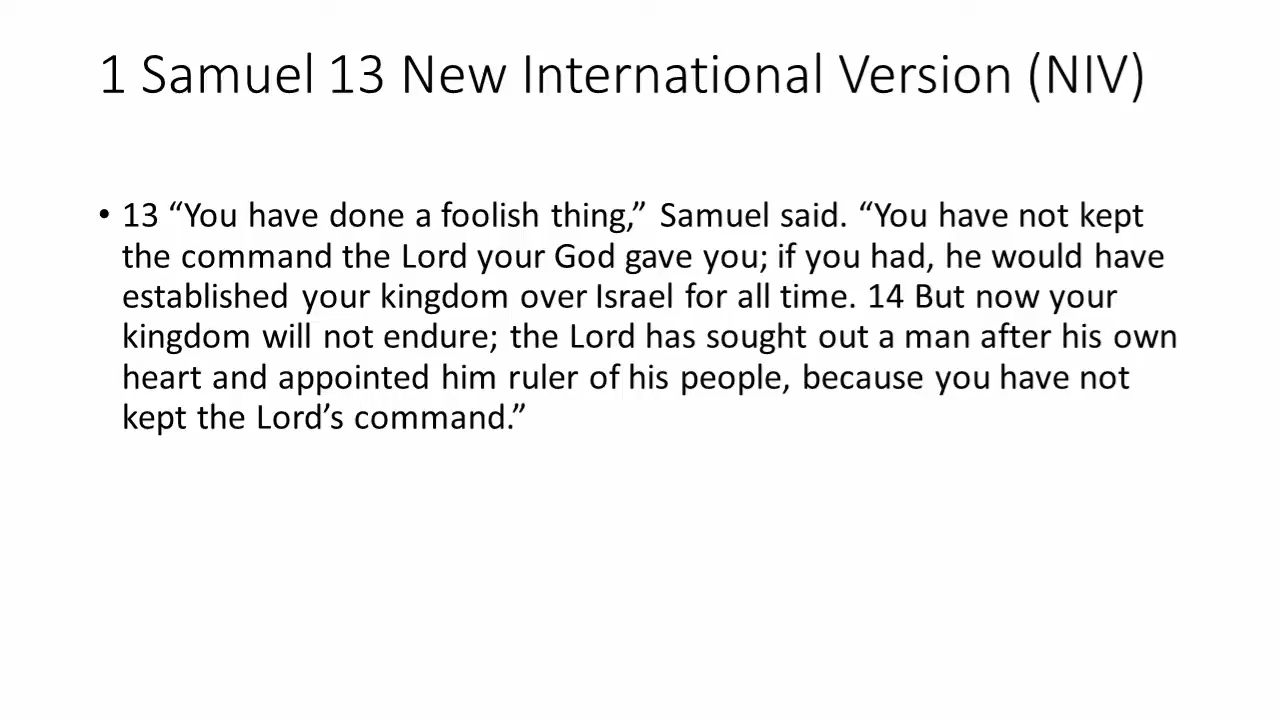 1 Samuel 13 New International Version (NIV)
• 13 “You have done a foolish thing,” Samuel said. “You have not kept
the command the Lord your God gave you; if you had, he would have
established your kingdom over Israel for all time. 14 But now your
kingdom will not endure; the Lord has sought out a man after his own
heart and appointed him ruler of his people, because you have not
kept the Lord’s command.”